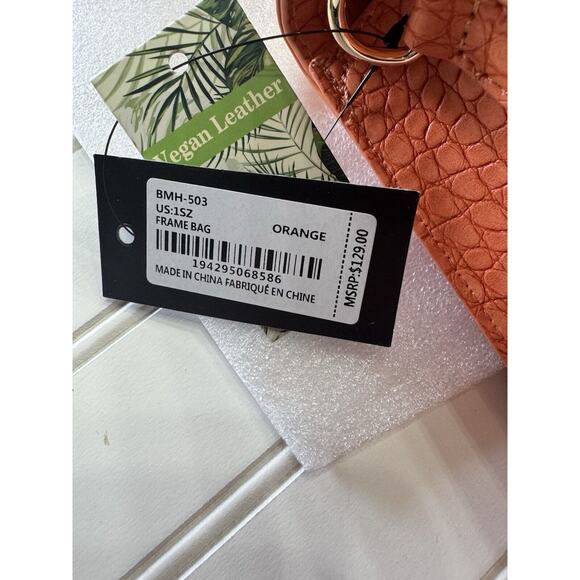 Vegan Leather
BMH-503
US:1SZ
FRAME BAG ORANGE
194295068586
MADE IN CHINA FABRIQUÉ EN CHINE
MSRP:$129.00